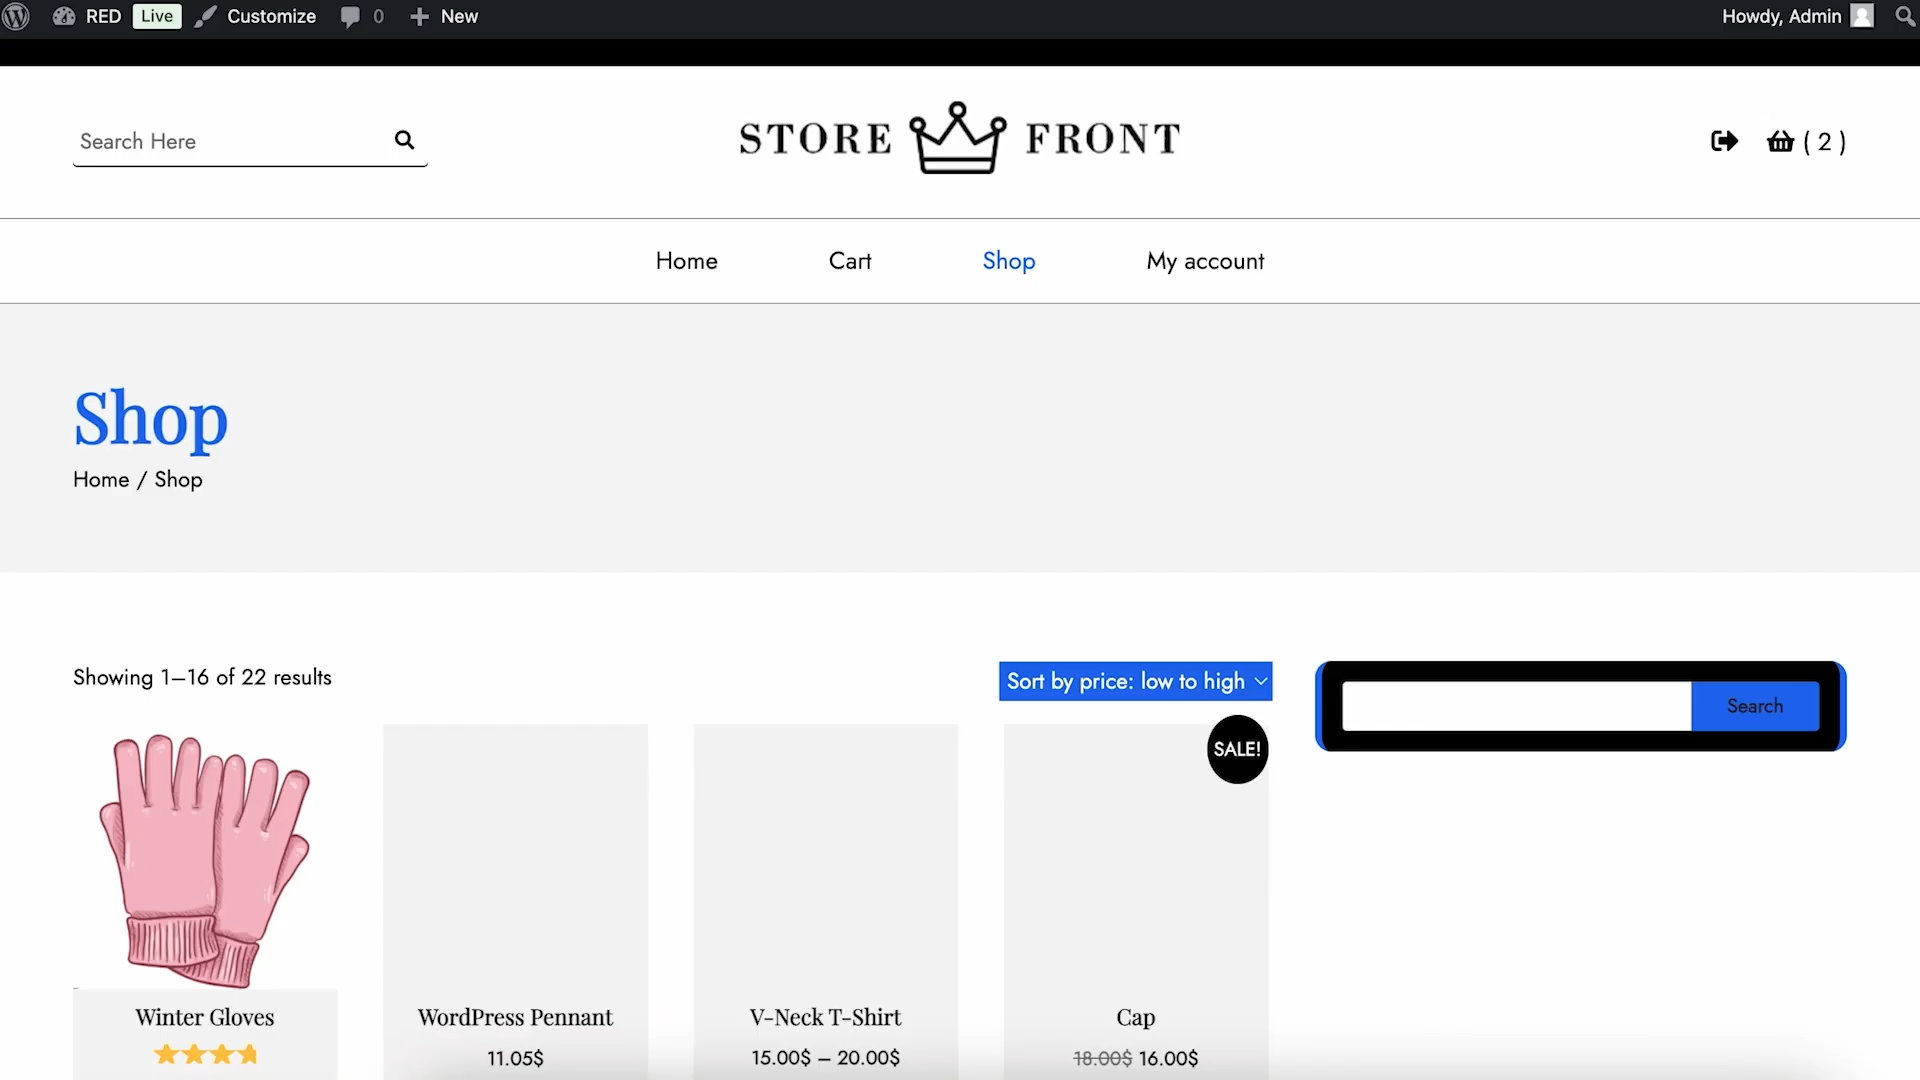 RED Live Customize 0 New Howdy, Admin
Search Here
STORE FRONT
( 2 )
Home Cart Shop My account
Shop
Home / Shop
Showing 1–16 of 22 results
Sort by price: low to high
Search
SALE!
Winter Gloves
WordPress Pennant
11.05$
V-Neck T-Shirt
15.00$ – 20.00$
Cap
18.00$ 16.00$